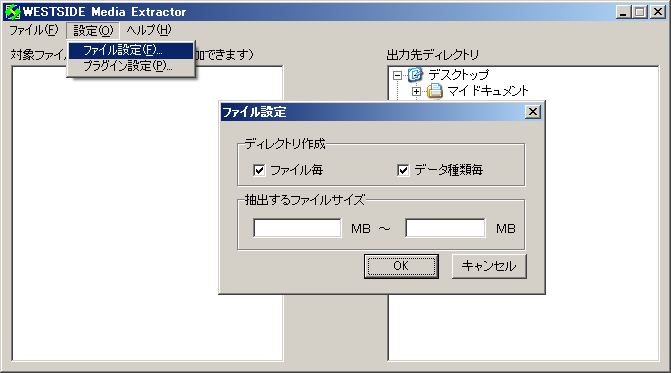 WESTSIDE Media Extractor
ファイル(F) 設定(O) ヘルプ(H)
ファイル設定(F)...
プラグイン設定(P)...
対象ファイ
加できます)
出力先ディレクトリ
デスクトップ
マイ ドキュメント
ファイル設定
ディレクトリ作成
ファイル毎 データ種類毎
抽出するファイルサイズ
MB ～ MB
OK キャンセル